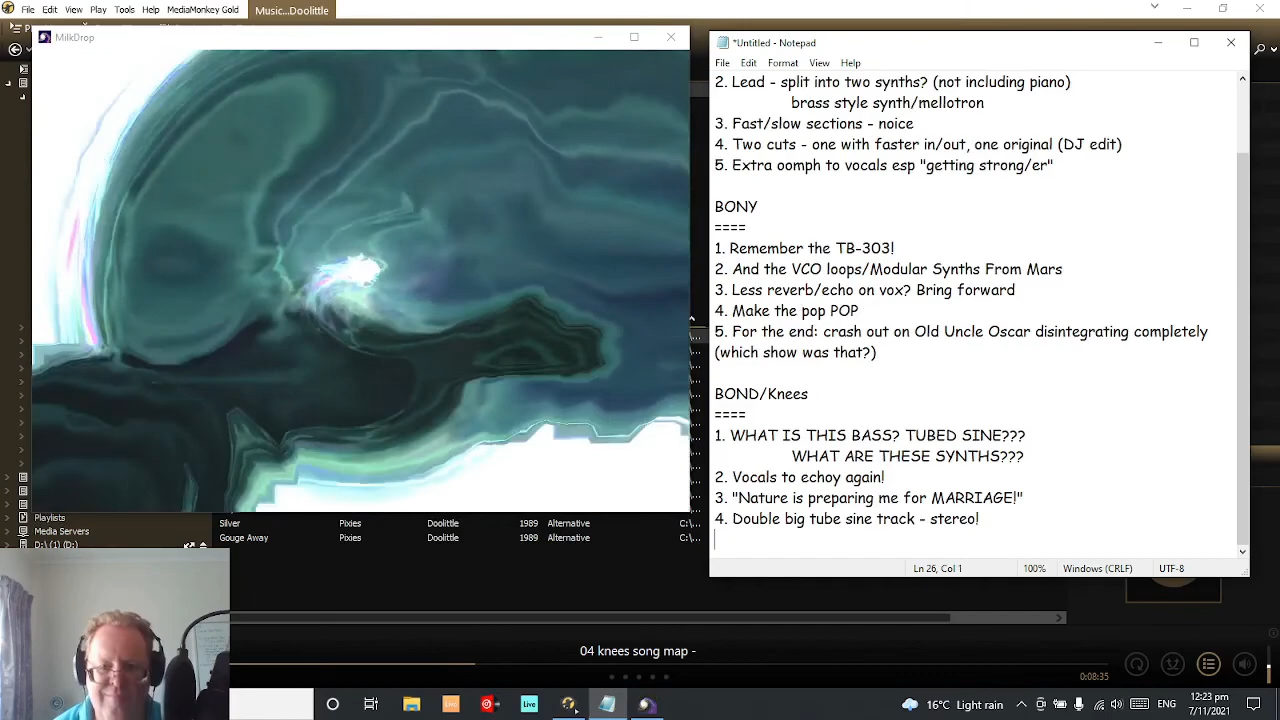 File Edit View Play Tools Help MediaMonkey Gold Music...Doolittle
MilkDrop
*Untitled - Notepad
File Edit Format View Help
2. Lead - split into two synths? (not including piano)
brass style synth/mellotron
3. Fast/slow sections - noice
4. Two cuts - one with faster in/out, one original (DJ edit)
5. Extra oomph to vocals esp "getting strong/er"
BONY
====
1. Remember the TB-303!
2. And the VCO loops/Modular Synths From Mars
3. Less reverb/echo on vox? Bring forward
4. Make the pop POP
5. For the end: crash out on Old Uncle Oscar disintegrating completely
(which show was that?)
BOND/Knees
====
1. WHAT IS THIS BASS? TUBED SINE???
WHAT ARE THESE SYNTHS???
2. Vocals to echoy again!
3. "Nature is preparing me for MARRIAGE!"
4. Double big tube sine track - stereo!
Ln 26, Col 1 100% Windows (CRLF) UTF-8
Playlists
D:\ (1) (D:)
Silver Pixies Doolittle 1989 Alternative C:\...
Gouge Away Pixies Doolittle 1989 Alternative C:\...
04 knees song map -
0:08:35
Live Live
16°C Light rain
12:23 pm
7/11/2021